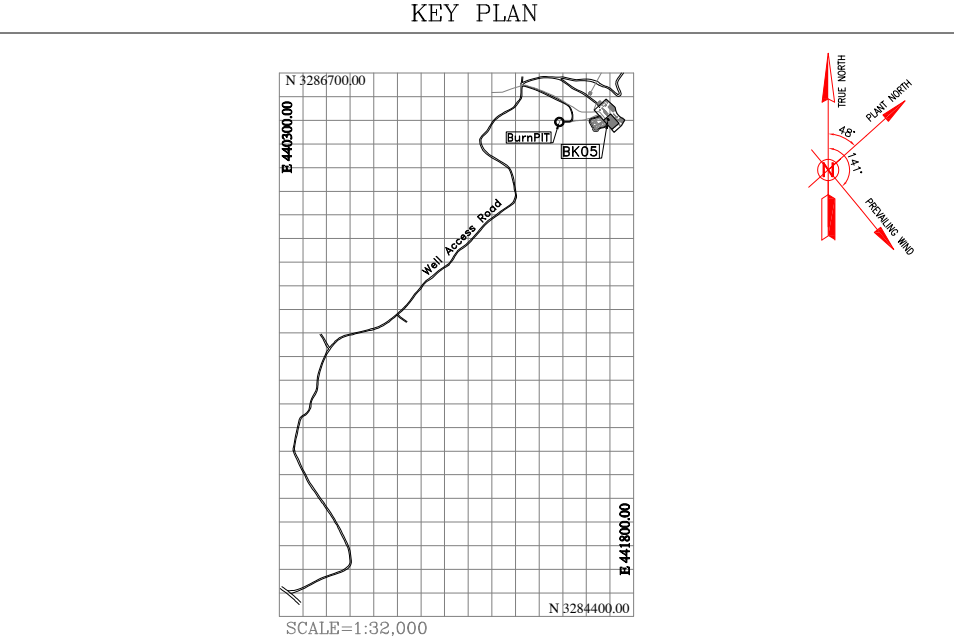 KEY PLAN
N 3286700.00
E 440300.00
BurnPIT
BK05
Well Access Road
E 441800.00
N 3284400.00
SCALE=1:32,000
TRUE NORTH
PLANT NORTH
48°
141°
N
PREVAILING WIND